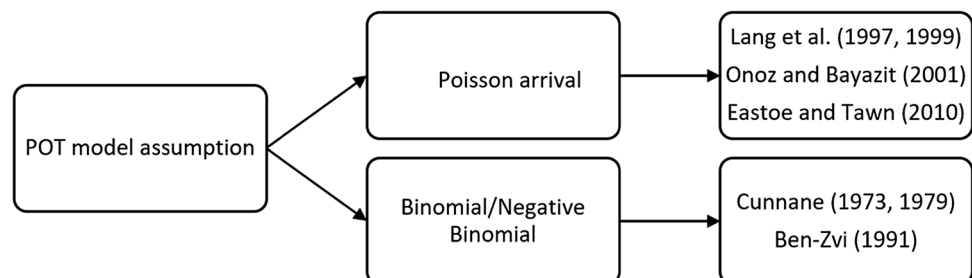 POT model assumption
Poisson arrival
Lang et al. (1997, 1999)
Onoz and Bayazit (2001)
Eastoe and Tawn (2010)
Binomial/Negative
Binomial
Cunnane (1973, 1979)
Ben-Zvi (1991)